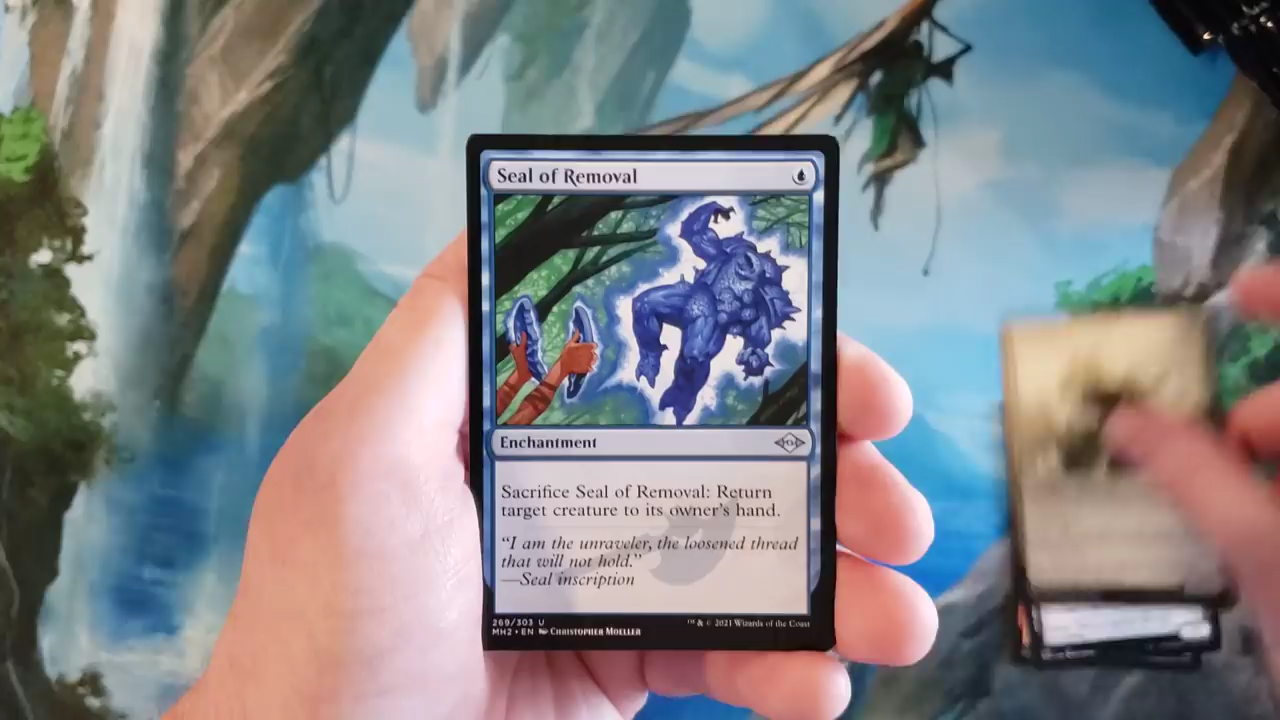 Seal of Removal
Enchantment
Sacrifice Seal of Removal: Return
target creature to its owner's hand.
“I am the unraveler, the loosened thread
that will not hold.”
—Seal inscription
269/303 U
MH2 • EN Christopher Moeller
™ & © 2021 Wizards of the Coast